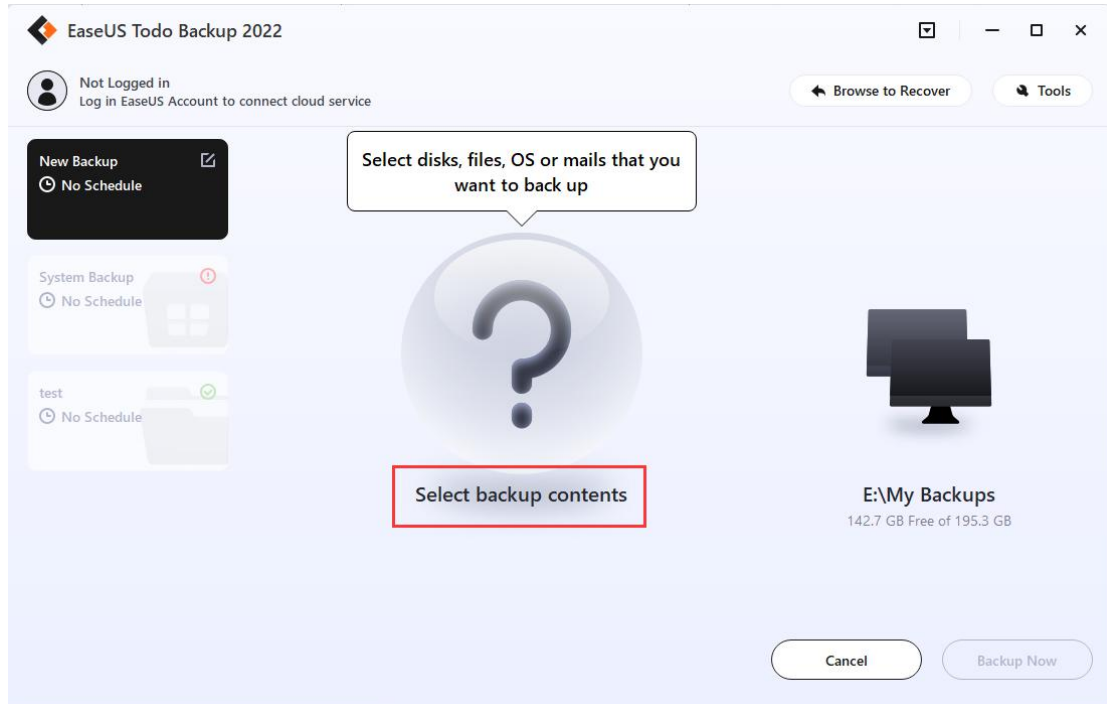 EaseUS Todo Backup 2022
Not Logged in
Log in EaseUS Account to connect cloud service
Browse to Recover
Tools
New Backup
No Schedule
System Backup
No Schedule
test
No Schedule
Select disks, files, OS or mails that you
want to back up
Select backup contents
E:\My Backups
142.7 GB Free of 195.3 GB
Cancel
Backup Now